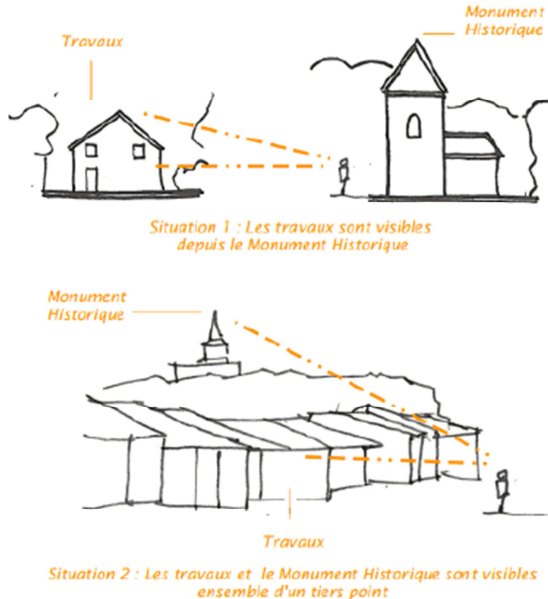 Monument
Historique
Travaux
Situation 1 : Les travaux sont visibles
depuis le Monument Historique
Monument
Historique
Travaux
Situation 2 : Les travaux et le Monument Historique sont visibles
ensemble d'un tiers point